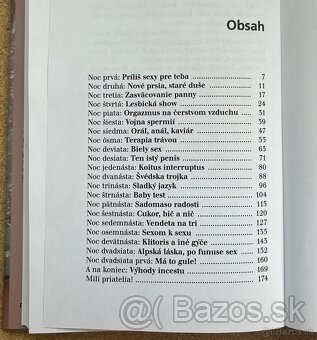 Obsah
Noc prvá: Príliš sexy pre teba 7
Noc druhá: Nové prsia, staré duše 11
Noc tretia: Zasväcovanie panny 17
Noc štvrtá: Lesbická show 24
Noc piata: Orgazmus na čerstvom vzduchu 51
Noc šiesta: Vojna spermií 59
Noc siedma: Orál, anál, kaviár 47
Noc ôsma: Terapia trávou 55
Noc deviata: Biely sex 65
Noc desiata: Ten istý penis 71
Noc jedenásta: Koitus interruptus 80
Noc dvanásta: Švédska trojka 88
Noc trinásta: Sladký jazyk 96
Noc štrnásta: Baby test 104
Noc pätnásta: Sadomaso radosti 113
Noc šestnásta: Cukor, bič a nič 120
Noc sedemnásta: Vendeta na tri 127
Noc osemnásta: Sexom k sexu 135
Noc devätnásta: Klitoris a iné gýče 145
Noc dvadsiata: Alpská láska, po funuse sex 152
Noc dvadsiata prvá: Má to gule! 160
A na koniec: Výhody incestu 169
Milí priatelia! 174
Bazos.sk